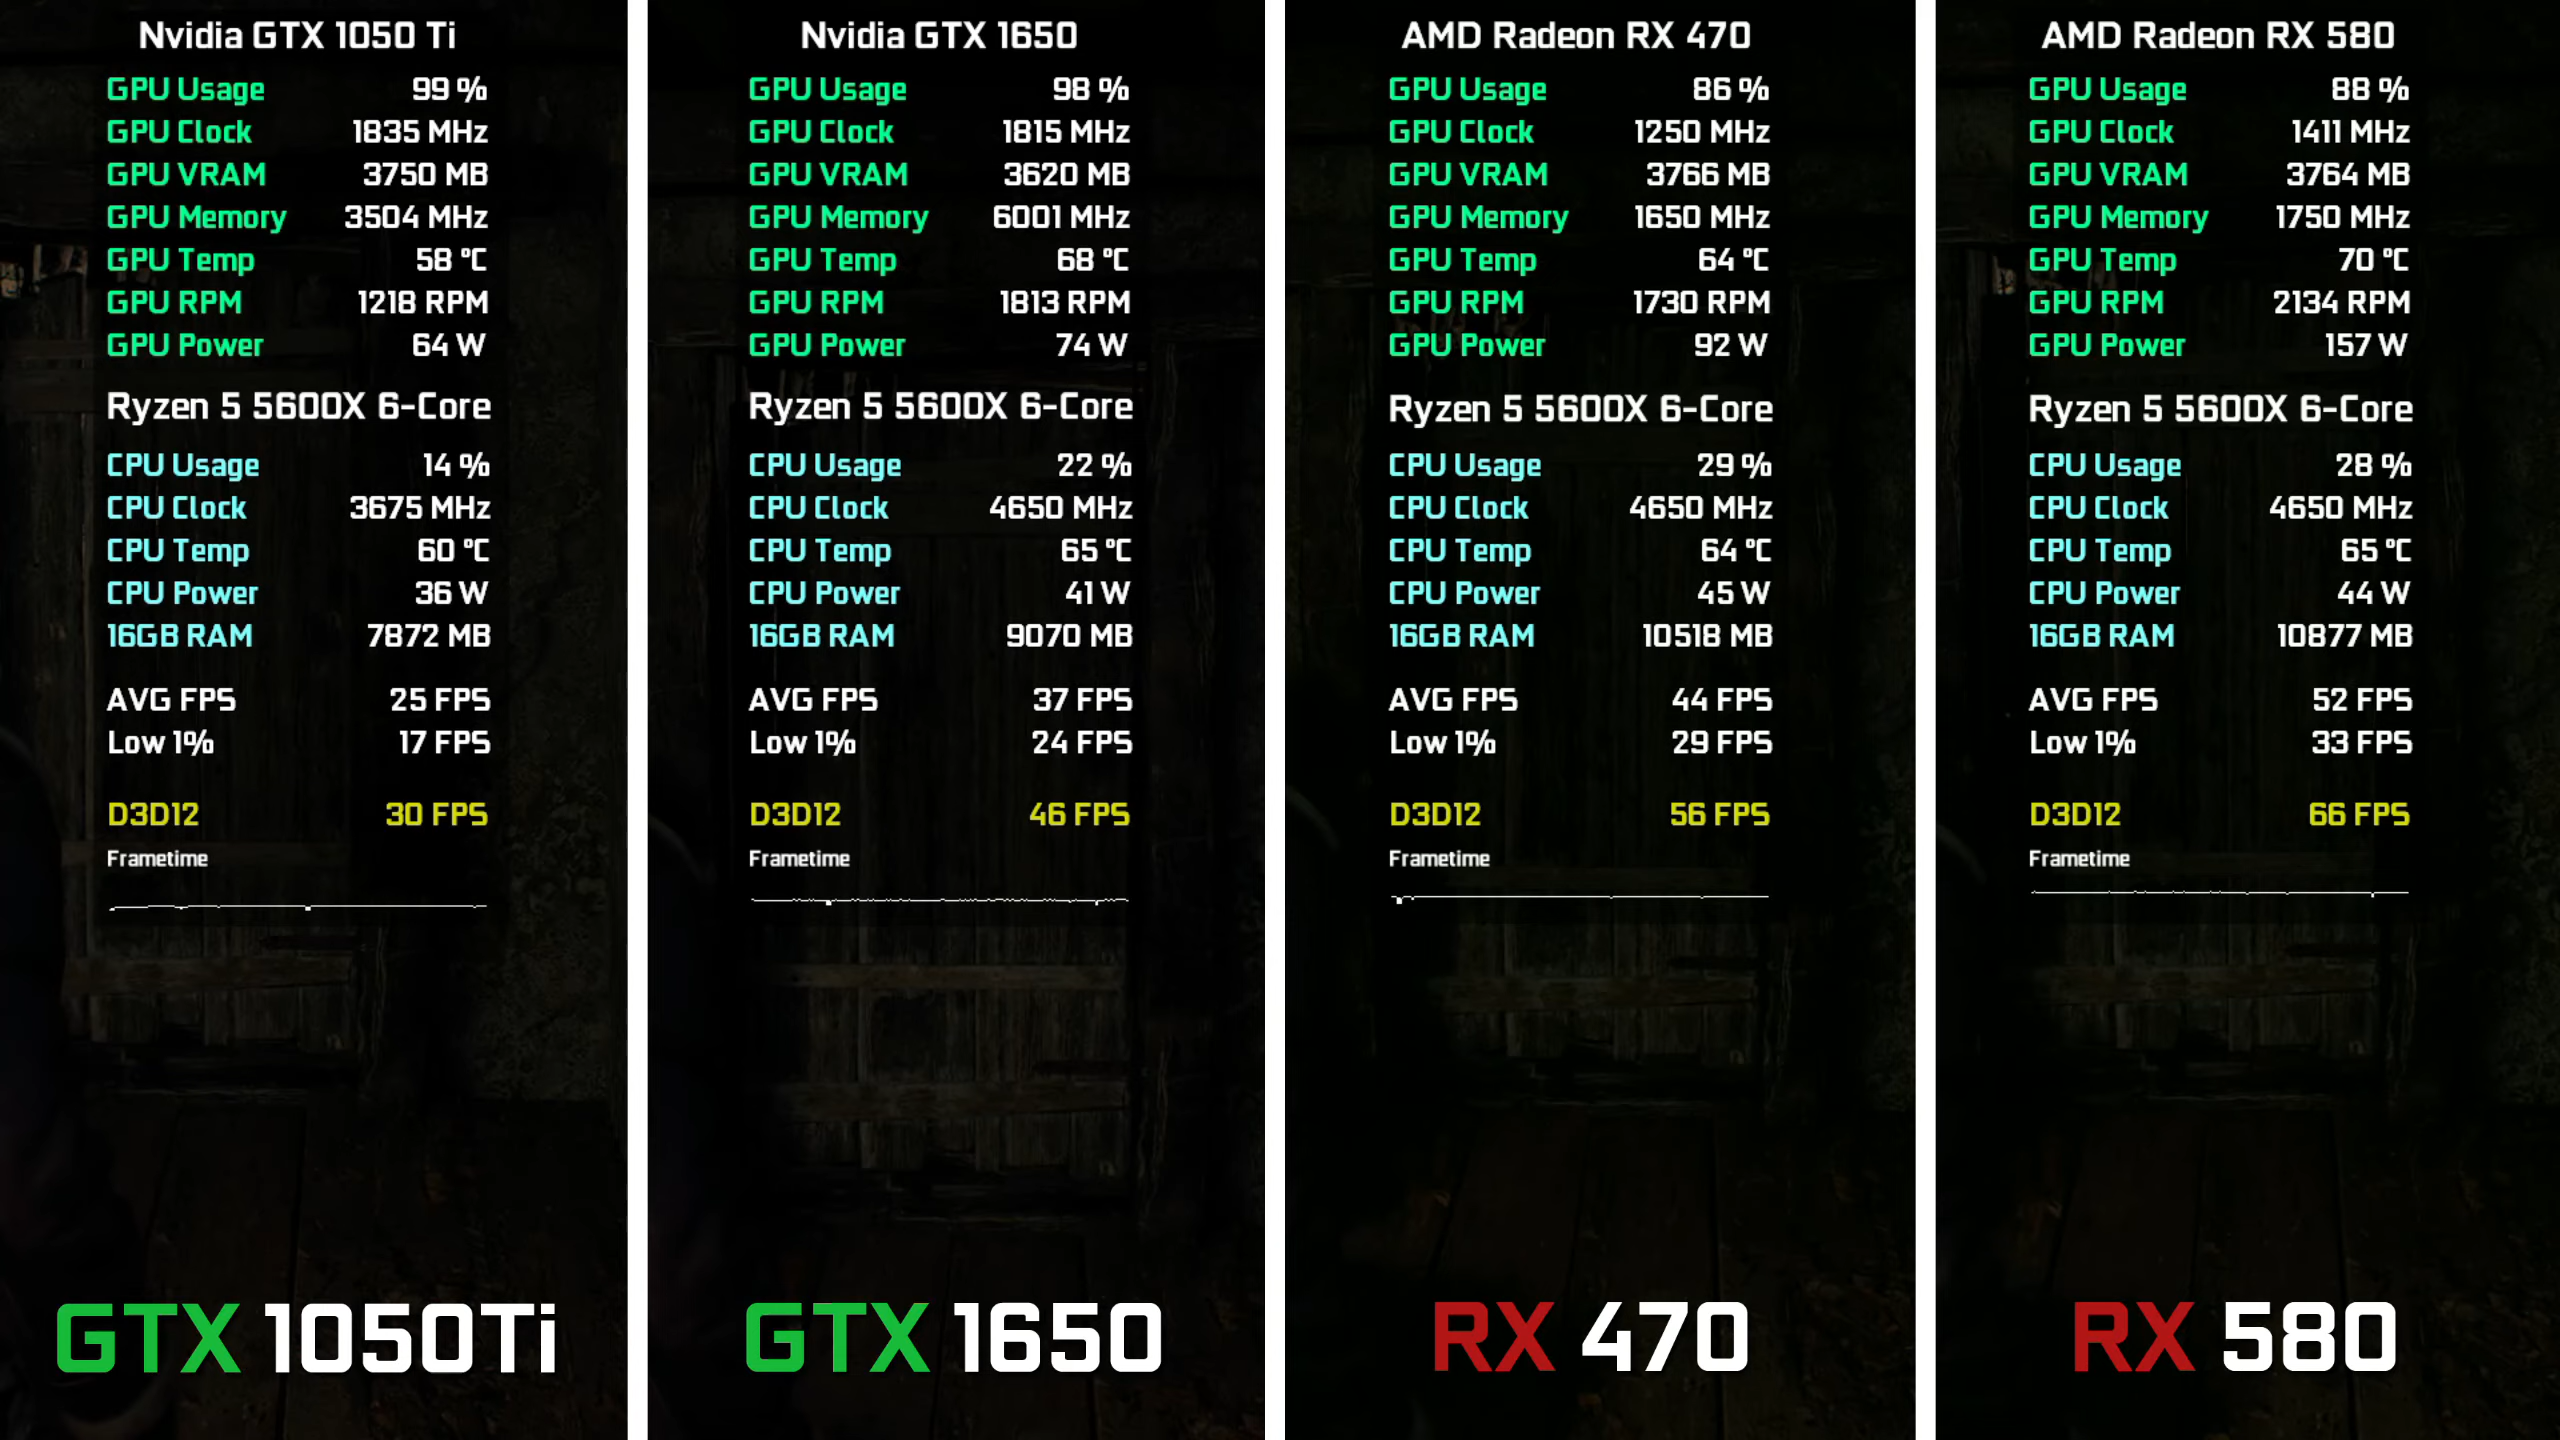 Nvidia GTX 1050 Ti
GPU Usage 99 %
GPU Clock 1835 MHz
GPU VRAM 3750 MB
GPU Memory 3504 MHz
GPU Temp 58 °C
GPU RPM 1218 RPM
GPU Power 64 W
Ryzen 5 5600X 6-Core
CPU Usage 14 %
CPU Clock 3675 MHz
CPU Temp 60 °C
CPU Power 36 W
16GB RAM 7872 MB
AVG FPS 25 FPS
Low 1% 17 FPS
D3D12 30 FPS
Frametime
GTX 1050Ti
Nvidia GTX 1650
GPU Usage 98 %
GPU Clock 1815 MHz
GPU VRAM 3620 MB
GPU Memory 6001 MHz
GPU Temp 68 °C
GPU RPM 1813 RPM
GPU Power 74 W
Ryzen 5 5600X 6-Core
CPU Usage 22 %
CPU Clock 4650 MHz
CPU Temp 65 °C
CPU Power 41 W
16GB RAM 9070 MB
AVG FPS 37 FPS
Low 1% 24 FPS
D3D12 46 FPS
Frametime
GTX 1650
AMD Radeon RX 470
GPU Usage 86 %
GPU Clock 1250 MHz
GPU VRAM 3766 MB
GPU Memory 1650 MHz
GPU Temp 64 °C
GPU RPM 1730 RPM
GPU Power 92 W
Ryzen 5 5600X 6-Core
CPU Usage 29 %
CPU Clock 4650 MHz
CPU Temp 64 °C
CPU Power 45 W
16GB RAM 10518 MB
AVG FPS 44 FPS
Low 1% 29 FPS
D3D12 56 FPS
Frametime
RX 470
AMD Radeon RX 580
GPU Usage 88 %
GPU Clock 1411 MHz
GPU VRAM 3764 MB
GPU Memory 1750 MHz
GPU Temp 70 °C
GPU RPM 2134 RPM
GPU Power 157 W
Ryzen 5 5600X 6-Core
CPU Usage 28 %
CPU Clock 4650 MHz
CPU Temp 65 °C
CPU Power 44 W
16GB RAM 10877 MB
AVG FPS 52 FPS
Low 1% 33 FPS
D3D12 66 FPS
Frametime
RX 580